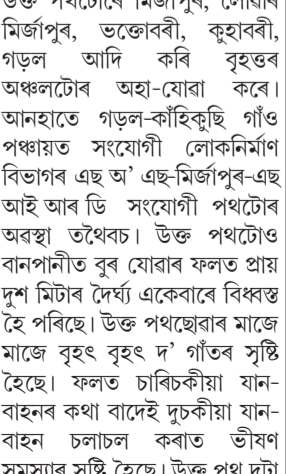 উক্ত পথটোৰে মিৰ্জাপুৰ, লোৱাৰ
মিৰ্জাপুৰ, ভক্তোবৰী, কুহাবৰী,
গড়ল আদি কৰি বৃহত্তৰ
অঞ্চলটোৰ অহা-যোৱা কৰে।
আনহাতে গড়ল-কাঁহিকুছি গাঁও
পঞ্চায়ত সংযোগী লোকনিৰ্মাণ
বিভাগৰ এছ অ’ এছ-মিৰ্জাপুৰ-এছ
আই আৰ ডি সংযোগী পথটোৰ
অৱস্থা তথৈবচ। উক্ত পথটোও
বানপানীত বুৰ যোৱাৰ ফলত প্ৰায়
দুশ মিটাৰ দৈৰ্ঘ্য একেবাৰে বিধ্বস্ত
হৈ পৰিছে। উক্ত পথছোৱাৰ মাজে
মাজে বৃহৎ বৃহৎ দ’ গাঁতৰ সৃষ্টি
হৈছে। ফলত চাৰিচকীয়া যান-
বাহনৰ কথা বাদেই দুচকীয়া যান-
বাহন চলাচল কৰাত ভীষণ
সমস্যাৰ সৃষ্টি হৈছে। উক্ত পথ দুটা